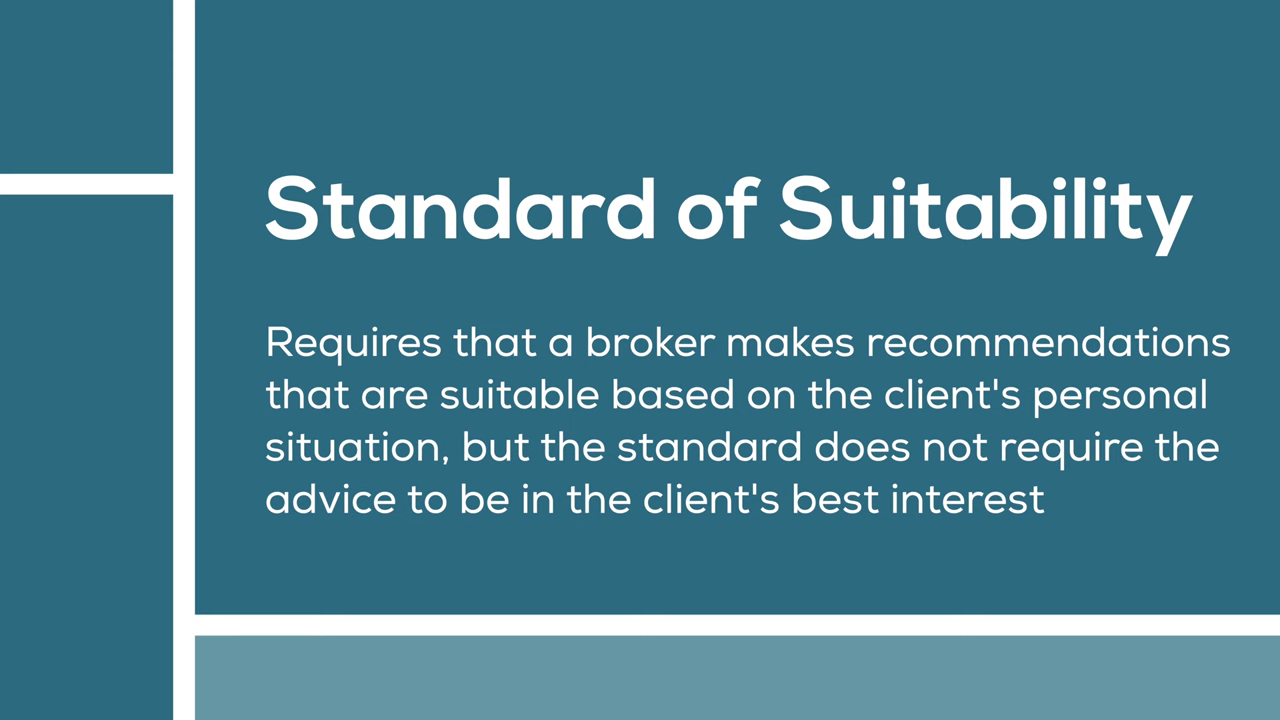 Standard of Suitability
Requires that a broker makes recommendations
that are suitable based on the client's personal
situation, but the standard does not require the
advice to be in the client's best interest